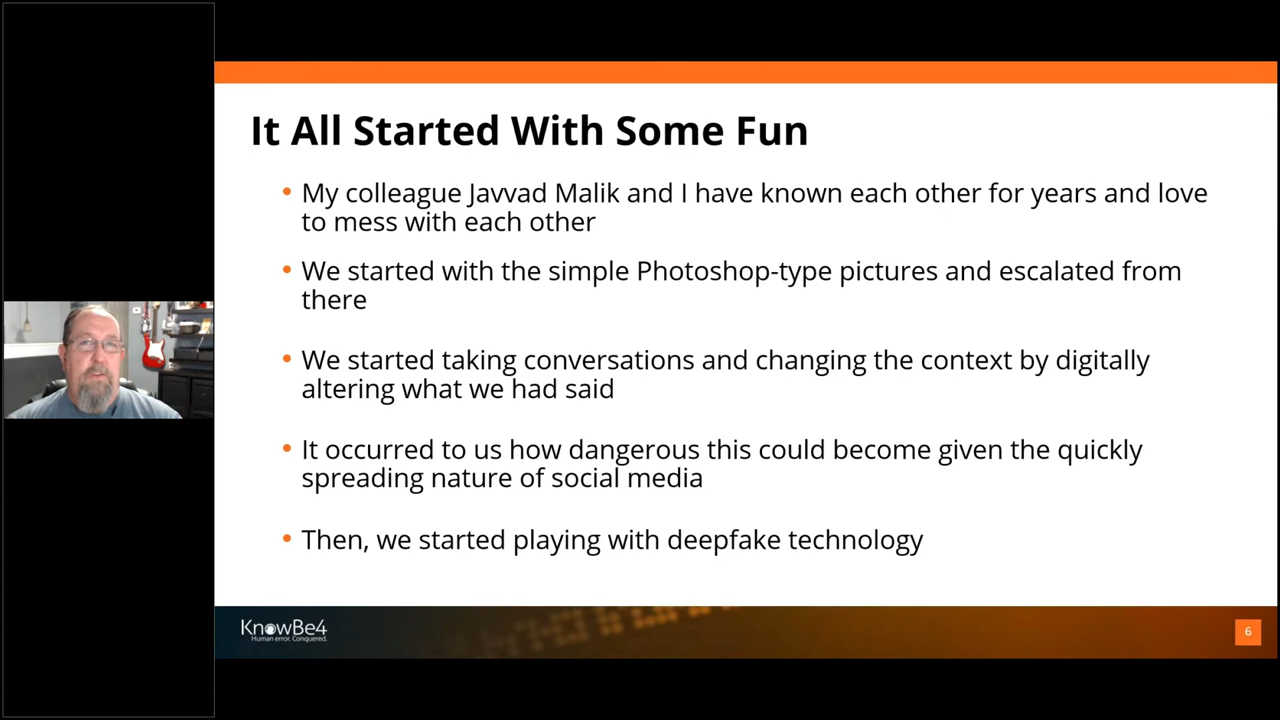 It All Started With Some Fun
• My colleague Javvad Malik and I have known each other for years and love
to mess with each other
• We started with the simple Photoshop-type pictures and escalated from
there
• We started taking conversations and changing the context by digitally
altering what we had said
• It occurred to us how dangerous this could become given the quickly
spreading nature of social media
• Then, we started playing with deepfake technology
KnowBe4
Human error. Conquered.
6